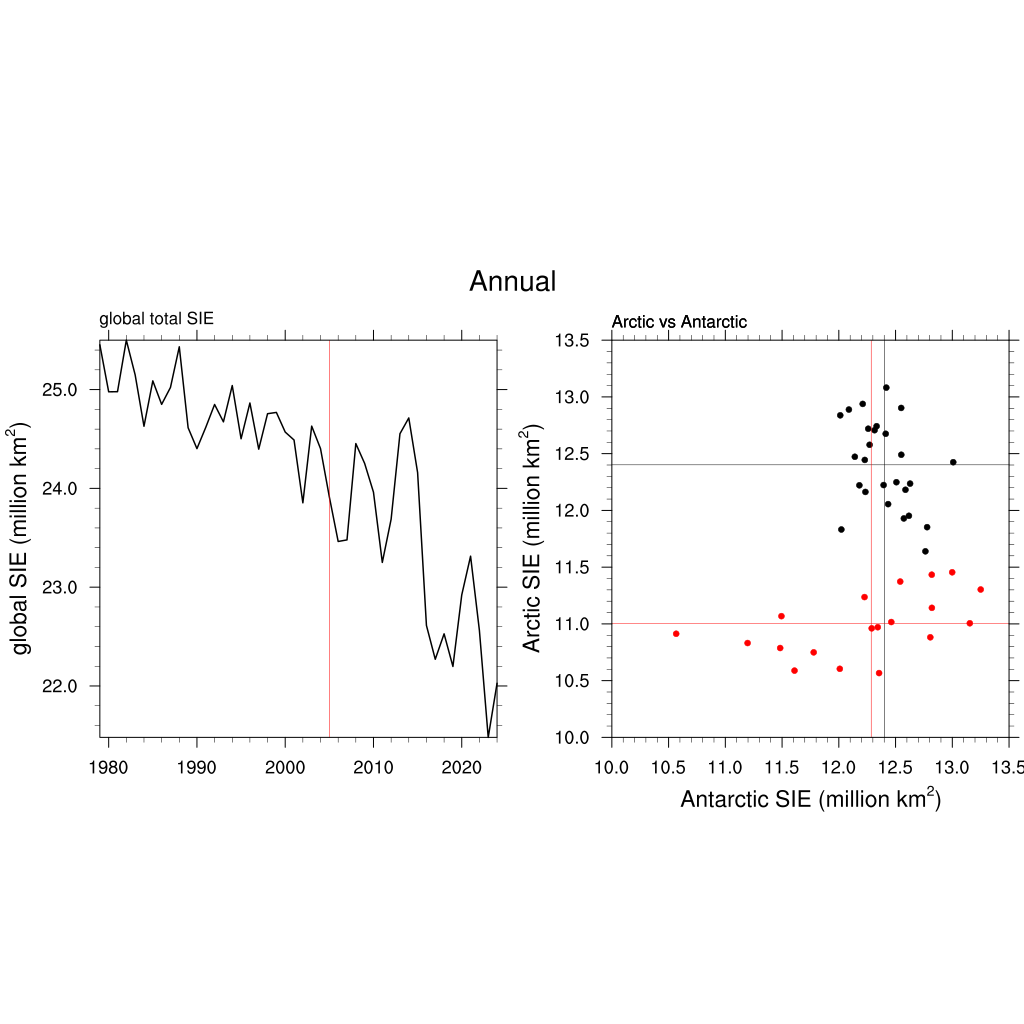 Annual
global total SIE
global SIE (million km²)
25.0
24.0
23.0
22.0
1980 1990 2000 2010 2020
Arctic vs Antarctic
Arctic SIE (million km²)
13.5
13.0
12.5
12.0
11.5
11.0
10.5
10.0
10.0 10.5 11.0 11.5 12.0 12.5 13.0 13.5
Antarctic SIE (million km²)